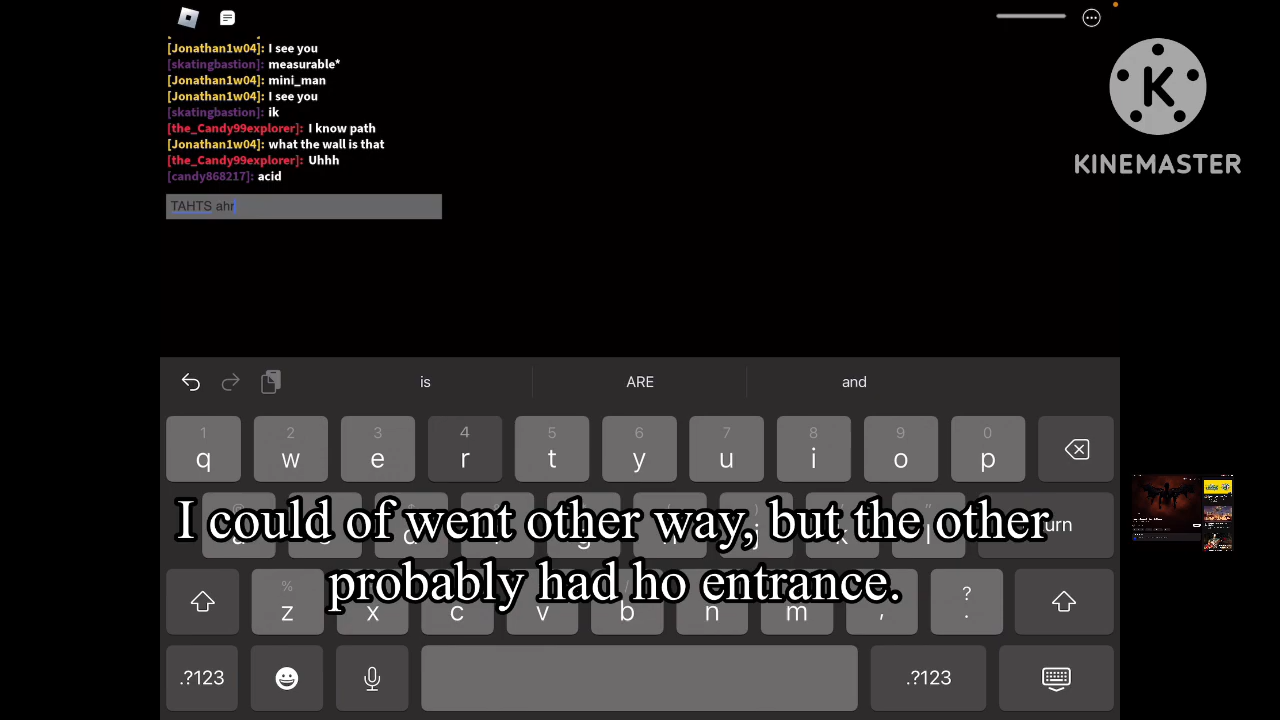 [Jonathan1w04]: I see you
[skatingbastion]: measurable*
[Jonathan1w04]: mini_man
[Jonathan1w04]: I see you
[skatingbastion]: ik
[the_Candy99explorer]: I know path
[Jonathan1w04]: what the wall is that
[the_Candy99explorer]: Uhhh
[candy868217]: acid
TAHTS ahr
K
KINEMASTER
is ARE and
1 2 3 4 5 6 7 8 9 0
q w e r t y u i o p
I could of went other way, but the other
probably had ho entrance.
% ?
z x c v b n m , .
.?123 .?123